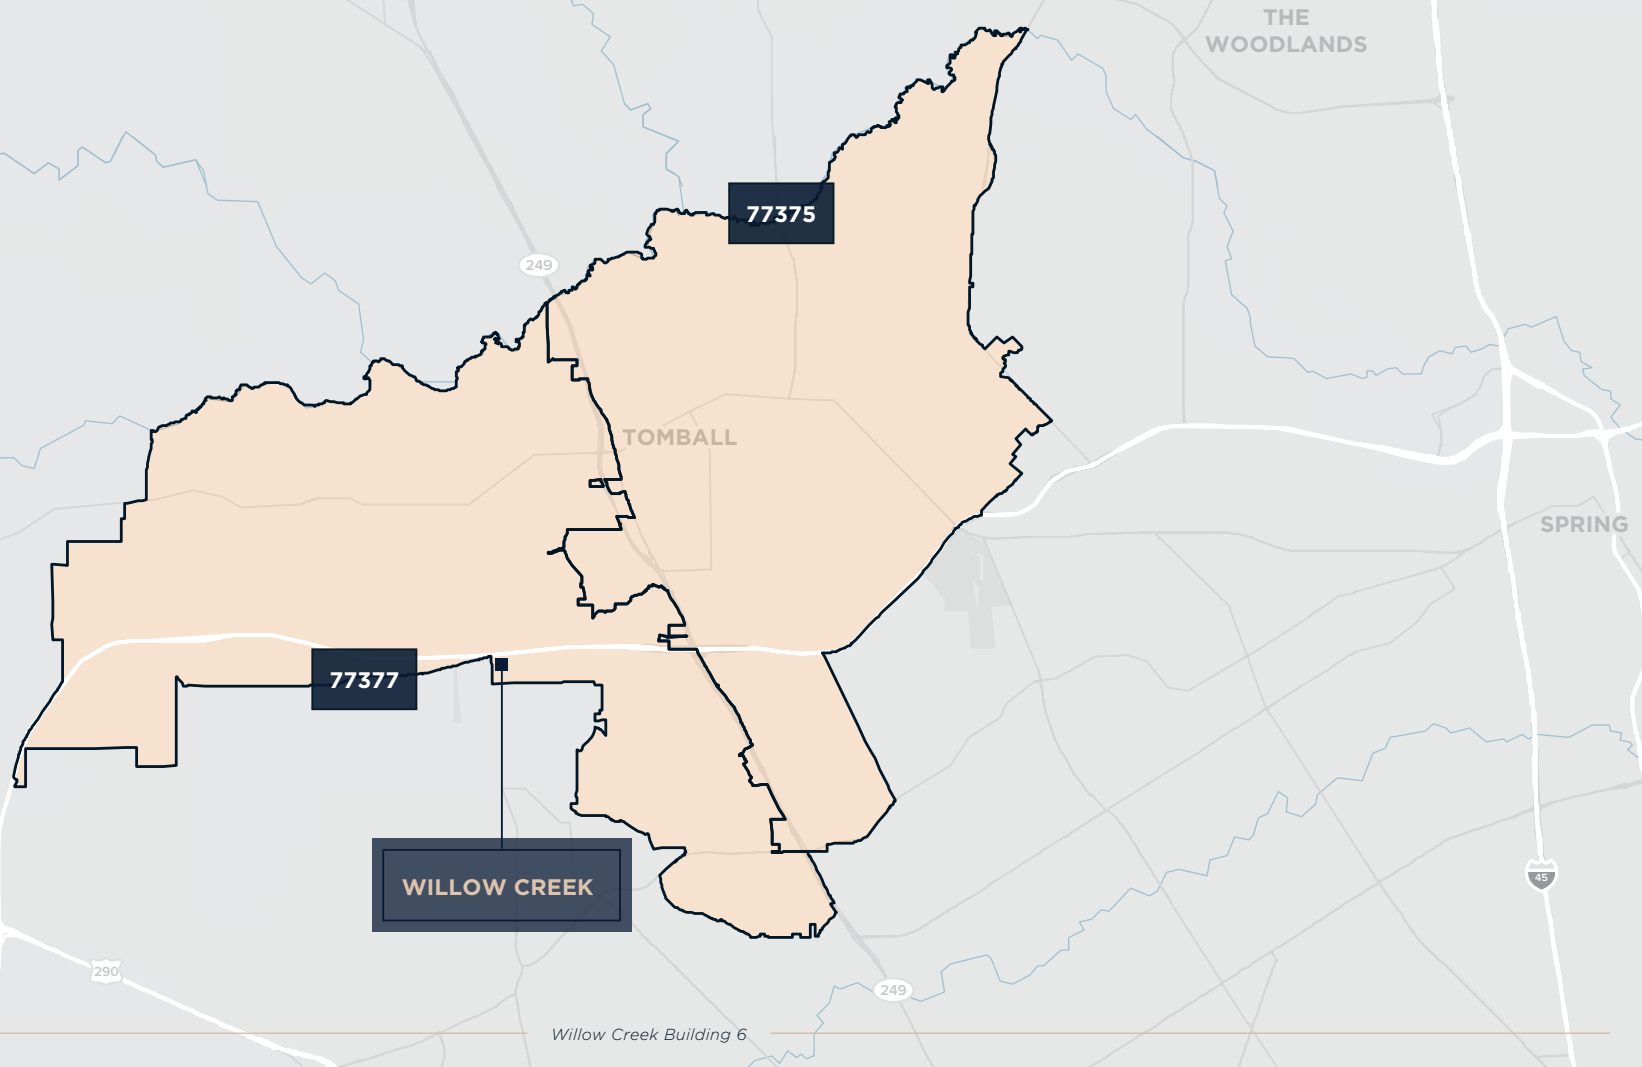 THE
WOODLANDS
77375
249
TOMBALL
SPRING
77377
WILLOW CREEK
45
290
249
Willow Creek Building 6